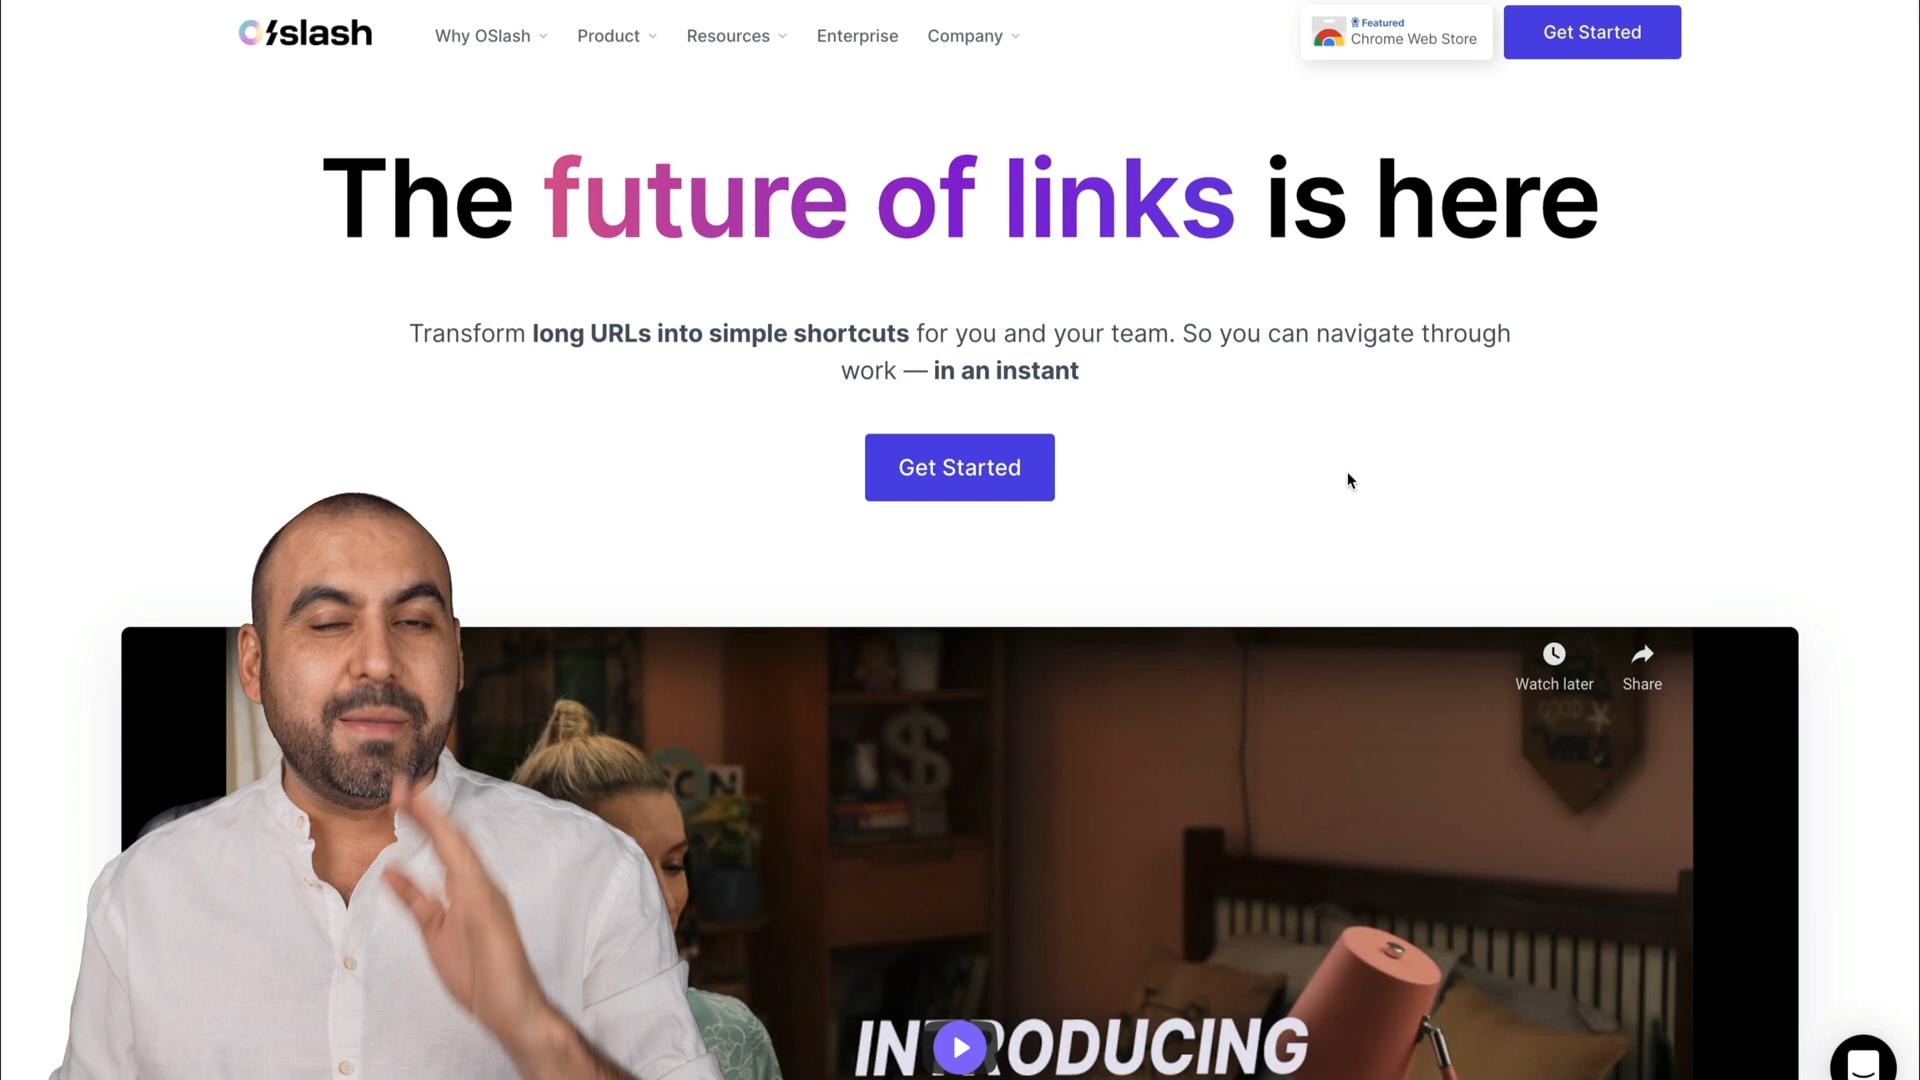 O/slash
Why OSlash
Product
Resources
Enterprise
Company
Featured
Chrome Web Store
Get Started
The future of links is here
Transform long URLs into simple shortcuts for you and your team. So you can navigate through
work — in an instant
Get Started
Watch later
Share
GOOD
$
INTRODUCING